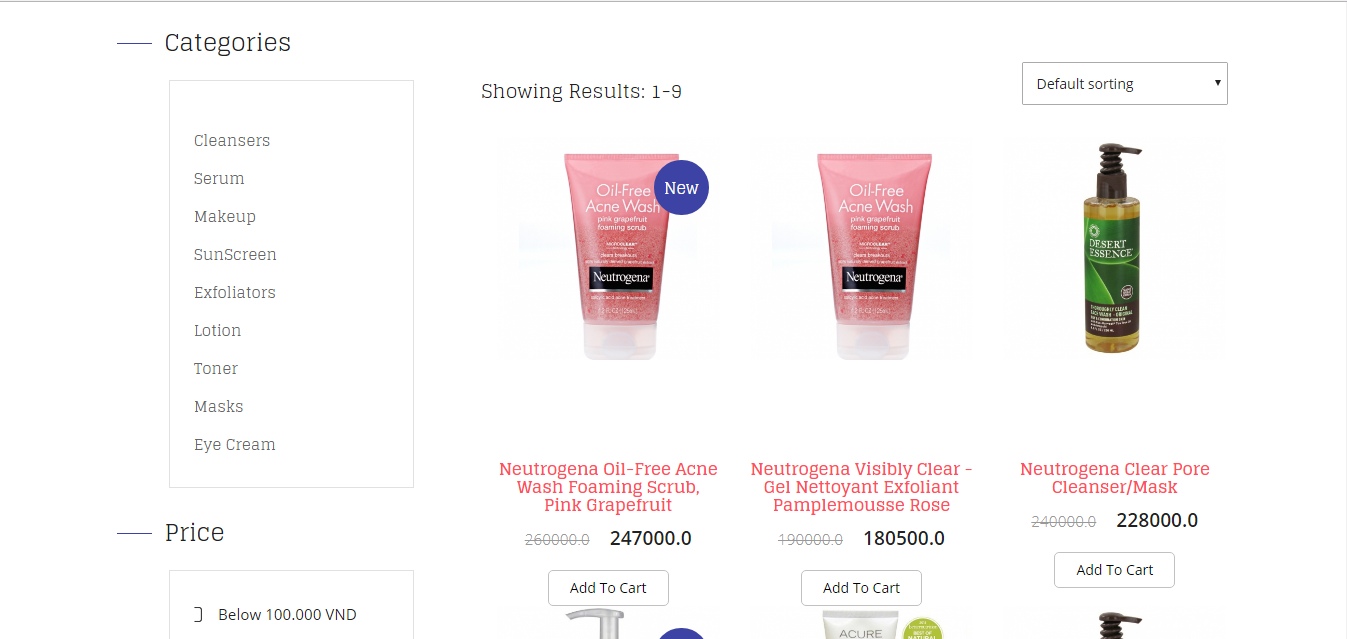 Categories
Cleansers
Serum
Makeup
SunScreen
Exfoliators
Lotion
Toner
Masks
Eye Cream
Price
Below 100.000 VND
Showing Results: 1-9
Default sorting
New
Oil-Free
Acne Wash
pink grapefruit
foaming scrub
MICROCLEAR™
Neutrogena®
Oil-Free
Acne Wash
pink grapefruit
foaming scrub
MICROCLEAR™
Neutrogena®
DESERT
ESSENCE
Neutrogena Oil-Free Acne
Wash Foaming Scrub,
Pink Grapefruit
260000.0 247000.0
Add To Cart
Neutrogena Visibly Clear -
Gel Nettoyant Exfoliant
Pamplemousse Rose
190000.0 180500.0
Add To Cart
Neutrogena Clear Pore
Cleanser/Mask
240000.0 228000.0
Add To Cart
ACURE
BEST OF